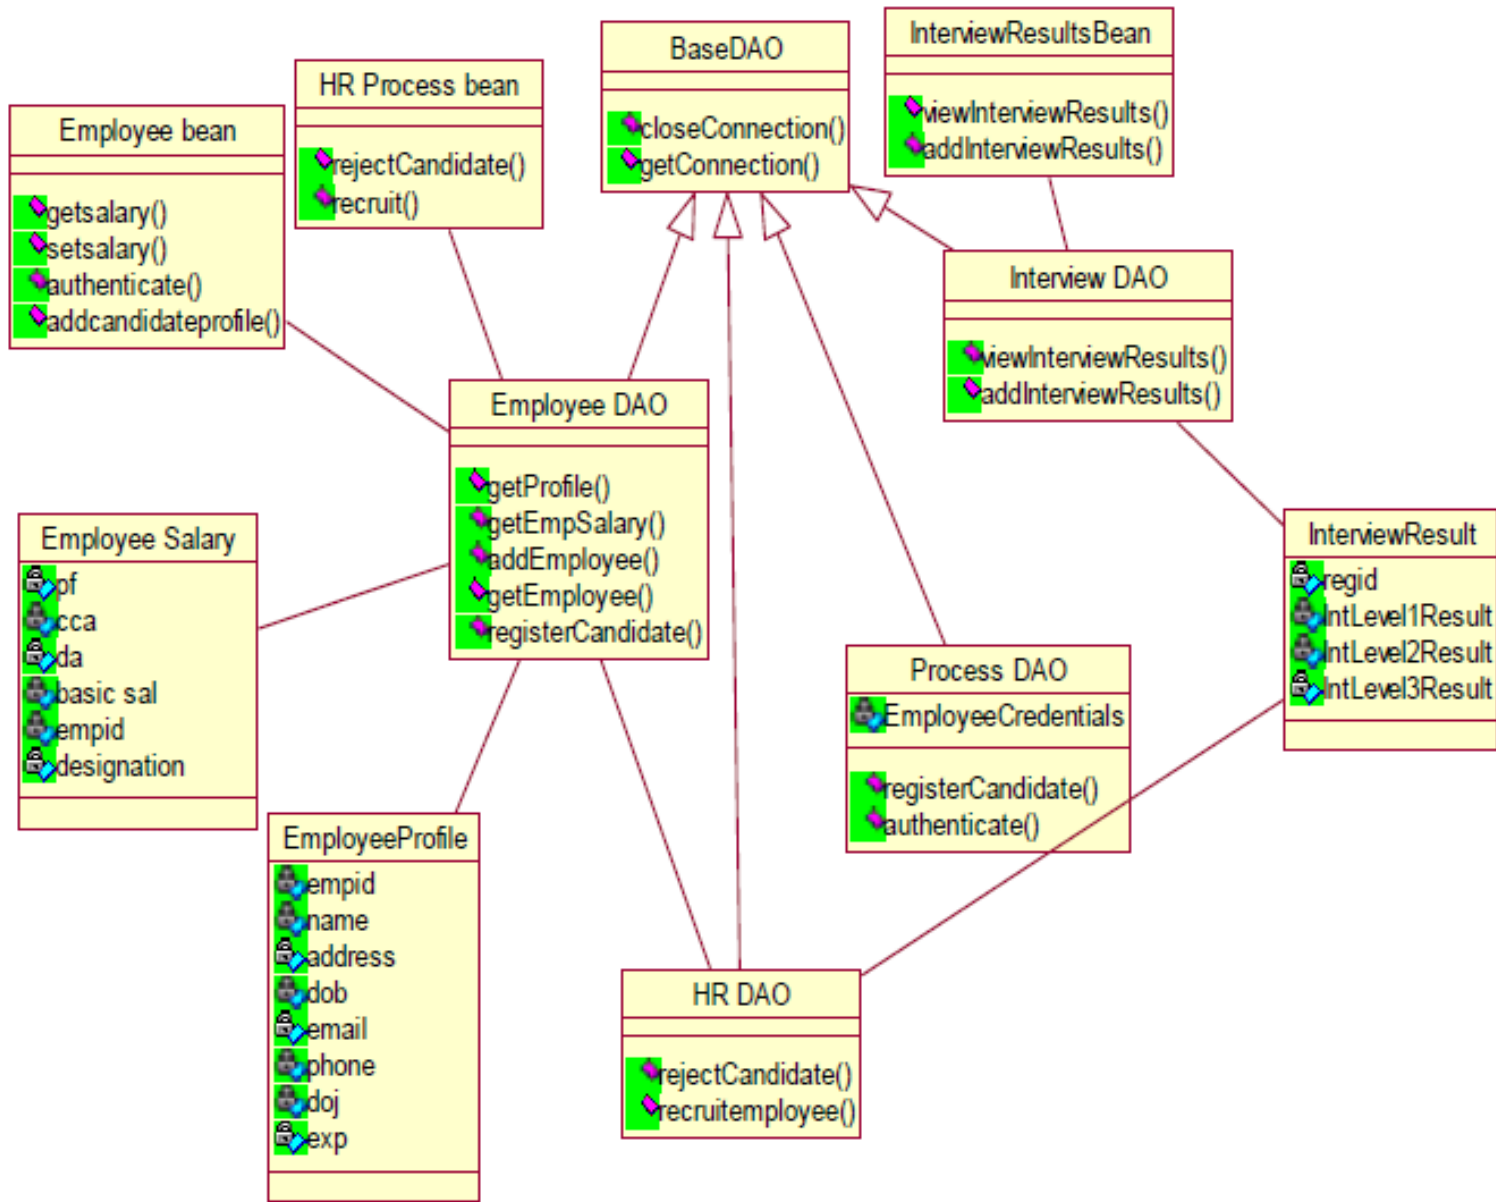 BaseDAO
closeConnection()
getConnection()
InterviewResultsBean
viewInterviewResults()
addInterviewResults()
HR Process bean
rejectCandidate()
recruit()
Employee bean
getsalary()
setsalary()
authenticate()
addcandidateprofile()
Interview DAO
viewInterviewResults()
addInterviewResults()
Employee DAO
getProfile()
getEmpSalary()
addEmployee()
getEmployee()
registerCandidate()
Employee Salary
pf
cca
da
basic sal
empid
designation
InterviewResult
regid
IntLevel1Result
IntLevel2Result
IntLevel3Result
Process DAO
EmployeeCredentials
registerCandidate()
authenticate()
EmployeeProfile
empid
name
address
dob
email
phone
doj
exp
HR DAO
rejectCandidate()
recruitemployee()